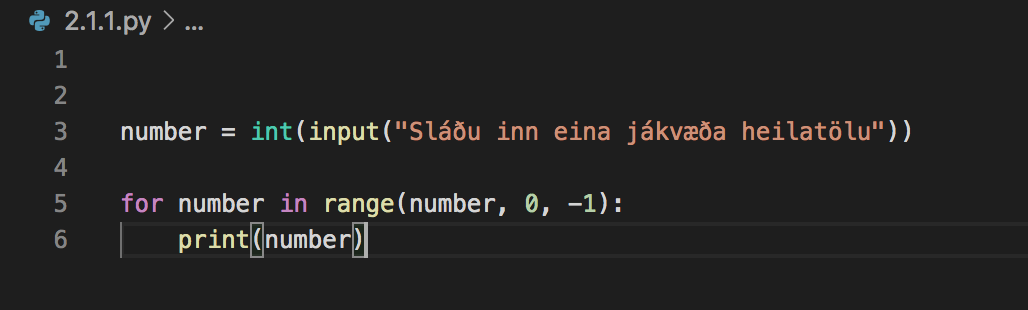 2.1.1.py > ...
1
2
3 number = int(input("Sláðu inn eina jákvæða heilatölu"))
4
5 for number in range(number, 0, -1):
6     print(number)